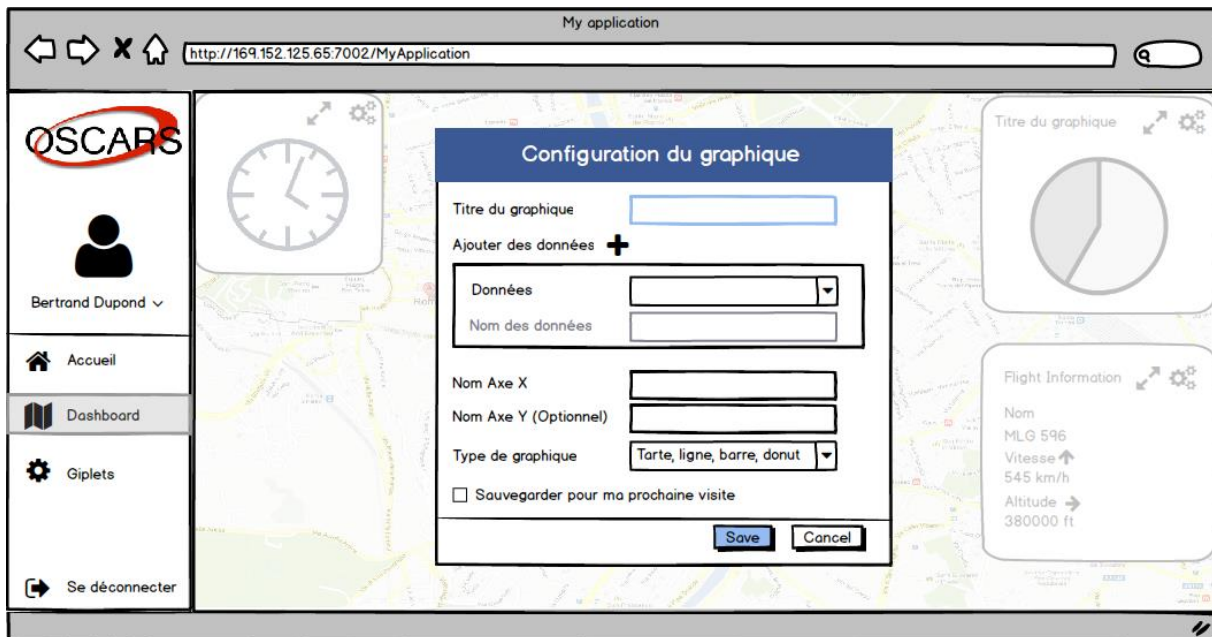 My application
http://169.152.125.65:7002/MyApplication
OSCARS
Bertrand Dupond
Accueil
Dashboard
Giplets
Se déconnecter
Configuration du graphique
Titre du graphique
Ajouter des données
Données
Nom des données
Nom Axe X
Nom Axe Y (Optionnel)
Type de graphique
Tarte, ligne, barre, donut
Sauvegarder pour ma prochaine visite
Save
Cancel
Titre du graphique
Flight Information
Nom
MLG 596
Vitesse
545 km/h
Altitude
380000 ft